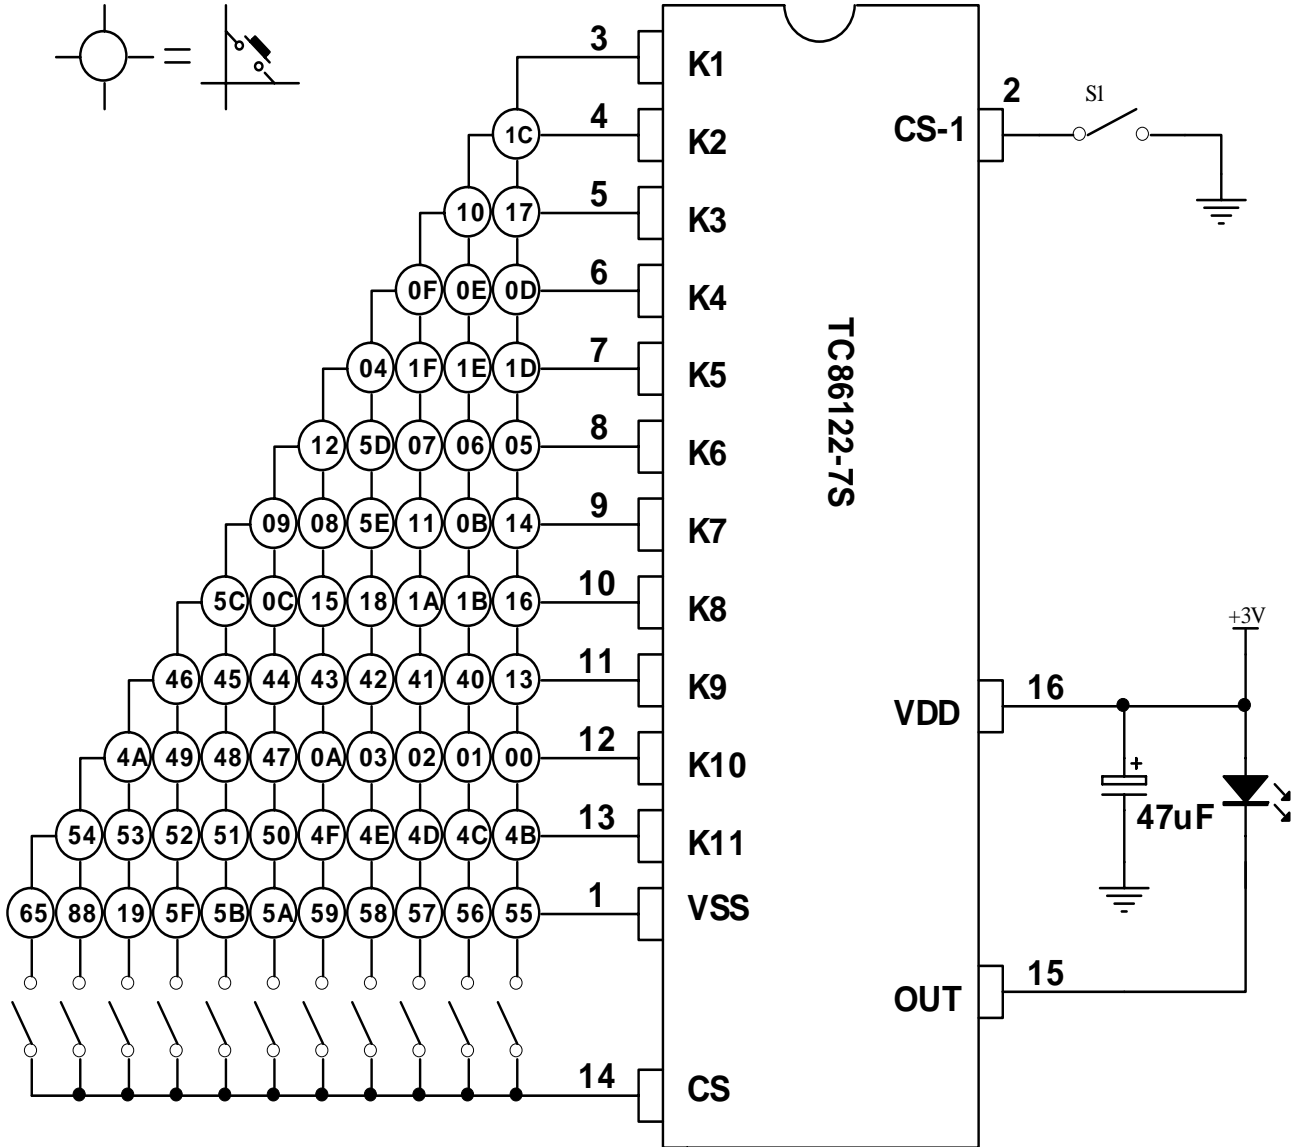 3 K1
2 S1
CS-1
1C 4 K2
10 17 5 K3
0F 0E 0D 6 K4
04 1F 1E 1D 7 K5
12 5D 07 06 05 8 K6
09 08 5E 11 0B 14 9 K7
5C 0C 15 18 1A 1B 16 10 K8
46 45 44 43 42 41 40 13 11 K9
4A 49 48 47 0A 03 02 01 00 12 K10
54 53 52 51 50 4F 4E 4D 4C 4B 13 K11
65 88 19 5F 5B 5A 59 58 57 56 55 1 VSS
14 CS
TC86122-7S
+3V
VDD 16
+
47uF
OUT 15